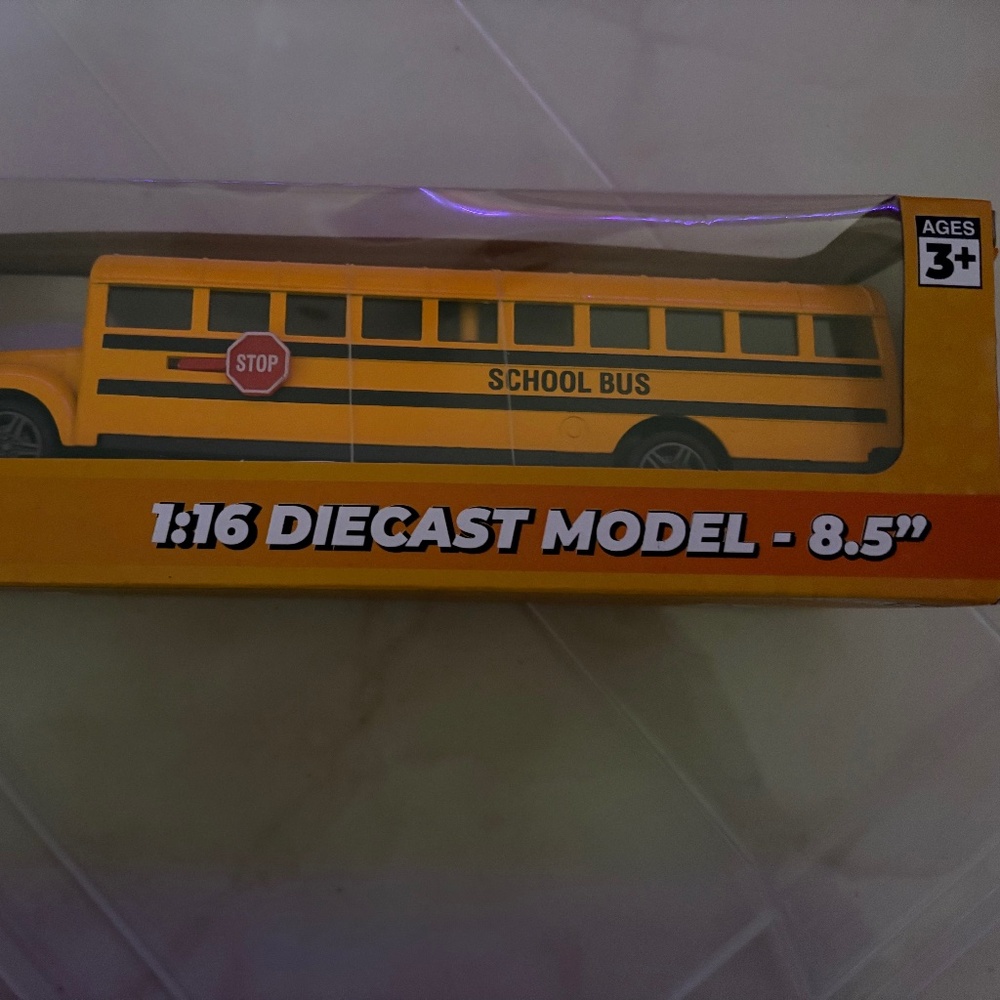 AGES
3+
STOP
SCHOOL BUS
1:16 DIECAST MODEL - 8.5”